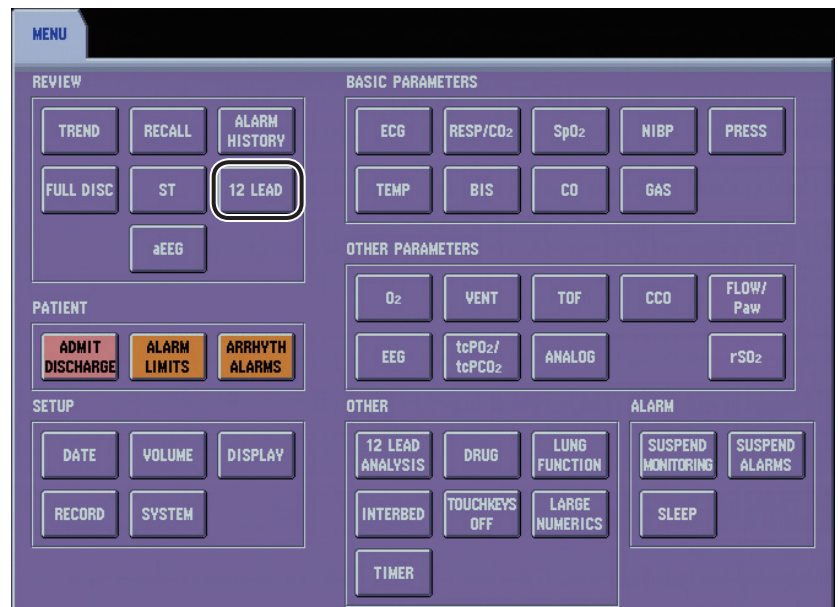 MENU
REVIEW
TREND
RECALL
ALARM
HISTORY
FULL DISC
ST
12 LEAD
aEEG
PATIENT
ADMIT
DISCHARGE
ALARM
LIMITS
ARRHYTH
ALARMS
SETUP
DATE
VOLUME
DISPLAY
RECORD
SYSTEM
BASIC PARAMETERS
ECG
RESP/CO₂
SpO₂
NIBP
PRESS
TEMP
BIS
CO
GAS
OTHER PARAMETERS
O₂
VENT
TOF
CCO
FLOW/
Paw
EEG
tcPO₂/
tcPCO₂
ANALOG
rSO₂
OTHER
12 LEAD
ANALYSIS
DRUG
LUNG
FUNCTION
INTERBED
TOUCHKEYS
OFF
LARGE
NUMERICS
TIMER
ALARM
SUSPEND
MONITORING
SUSPEND
ALARMS
SLEEP